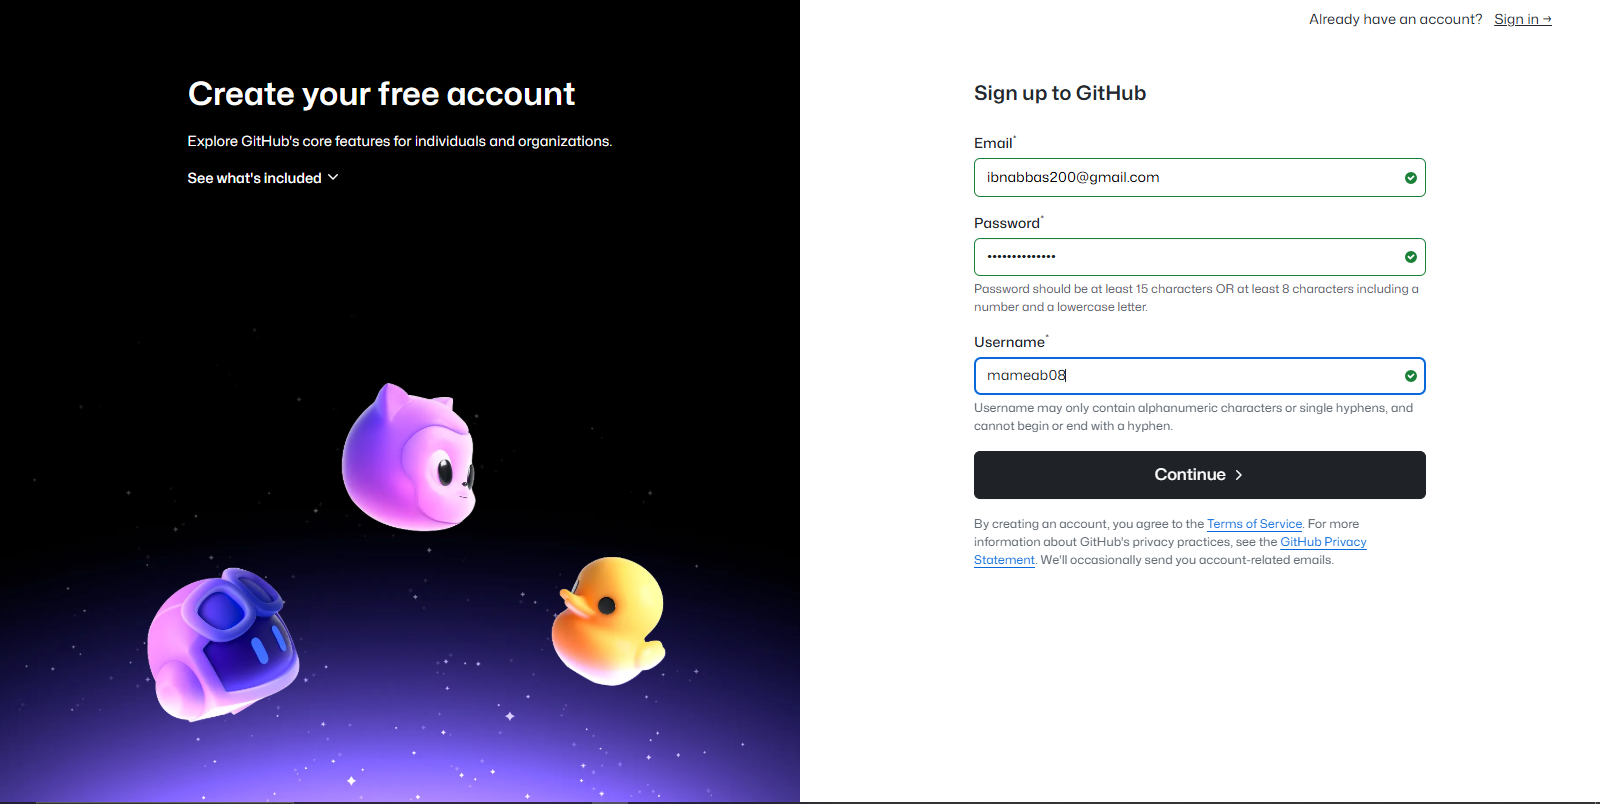 Already have an account? Sign in →
Create your free account
Explore GitHub's core features for individuals and organizations.
See what's included
Sign up to GitHub
Email*
ibnabbas200@gmail.com
Password*
••••••••••••••
Password should be at least 15 characters OR at least 8 characters including a
number and a lowercase letter.
Username*
mameab08
Username may only contain alphanumeric characters or single hyphens, and
cannot begin or end with a hyphen.
Continue >
By creating an account, you agree to the Terms of Service. For more
information about GitHub's privacy practices, see the GitHub Privacy
Statement. We'll occasionally send you account-related emails.